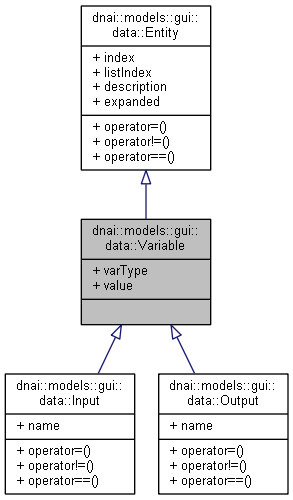 dnai::models::gui::
data::Entity
+ index
+ listIndex
+ description
+ expanded
+ operator=()
+ operator!=()
+ operator==()
dnai::models::gui::
data::Variable
+ varType
+ value
dnai::models::gui::
data::Input
+ name
+ operator=()
+ operator!=()
+ operator==()
dnai::models::gui::
data::Output
+ name
+ operator=()
+ operator!=()
+ operator==()